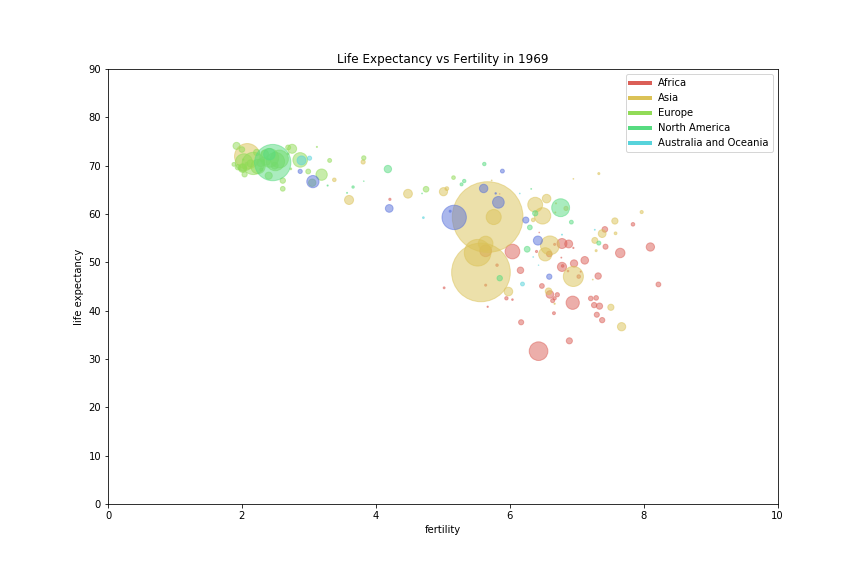 Life Expectancy vs Fertility in 1969
90
80
70
60
50
40
30
20
10
0
life expectancy
Africa
Asia
Europe
North America
Australia and Oceania
0
2
4
6
8
10
fertility